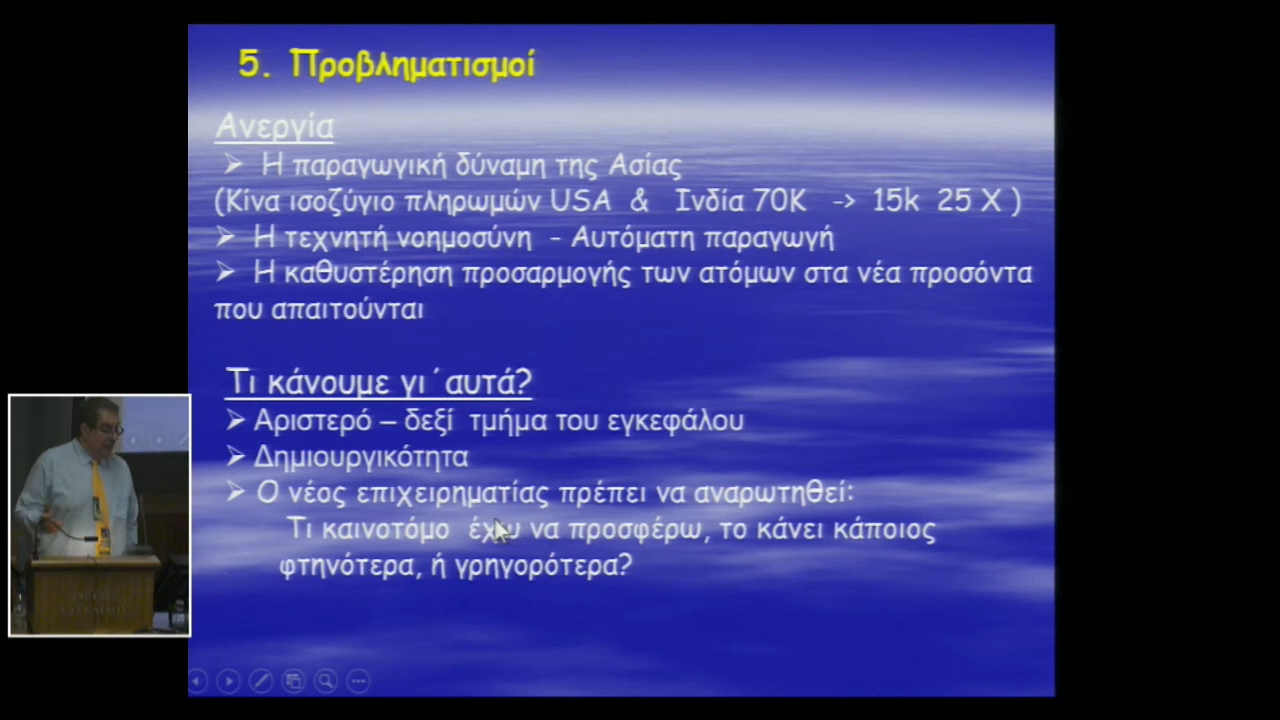 5. Προβληματισμοί
Ανεργία
➢ Η παραγωγική δύναμη της Ασίας
(Κίνα ισοζύγιο πληρωμών USA & Ινδία 70K -> 15k 25 X )
➢ Η τεχνητή νοημοσύνη - Αυτόματη παραγωγή
➢ Η καθυστέρηση προσαρμογής των ατόμων στα νέα προσόντα
που απαιτούνται
Τι κάνουμε γι΄αυτά?
➢ Αριστερό – δεξί τμήμα του εγκεφάλου
➢ Δημιουργικότητα
➢ Ο νέος επιχειρηματίας πρέπει να αναρωτηθεί:
Τι καινοτόμο έχω να προσφέρω, το κάνει κάποιος
φτηνότερα, ή γρηγορότερα?